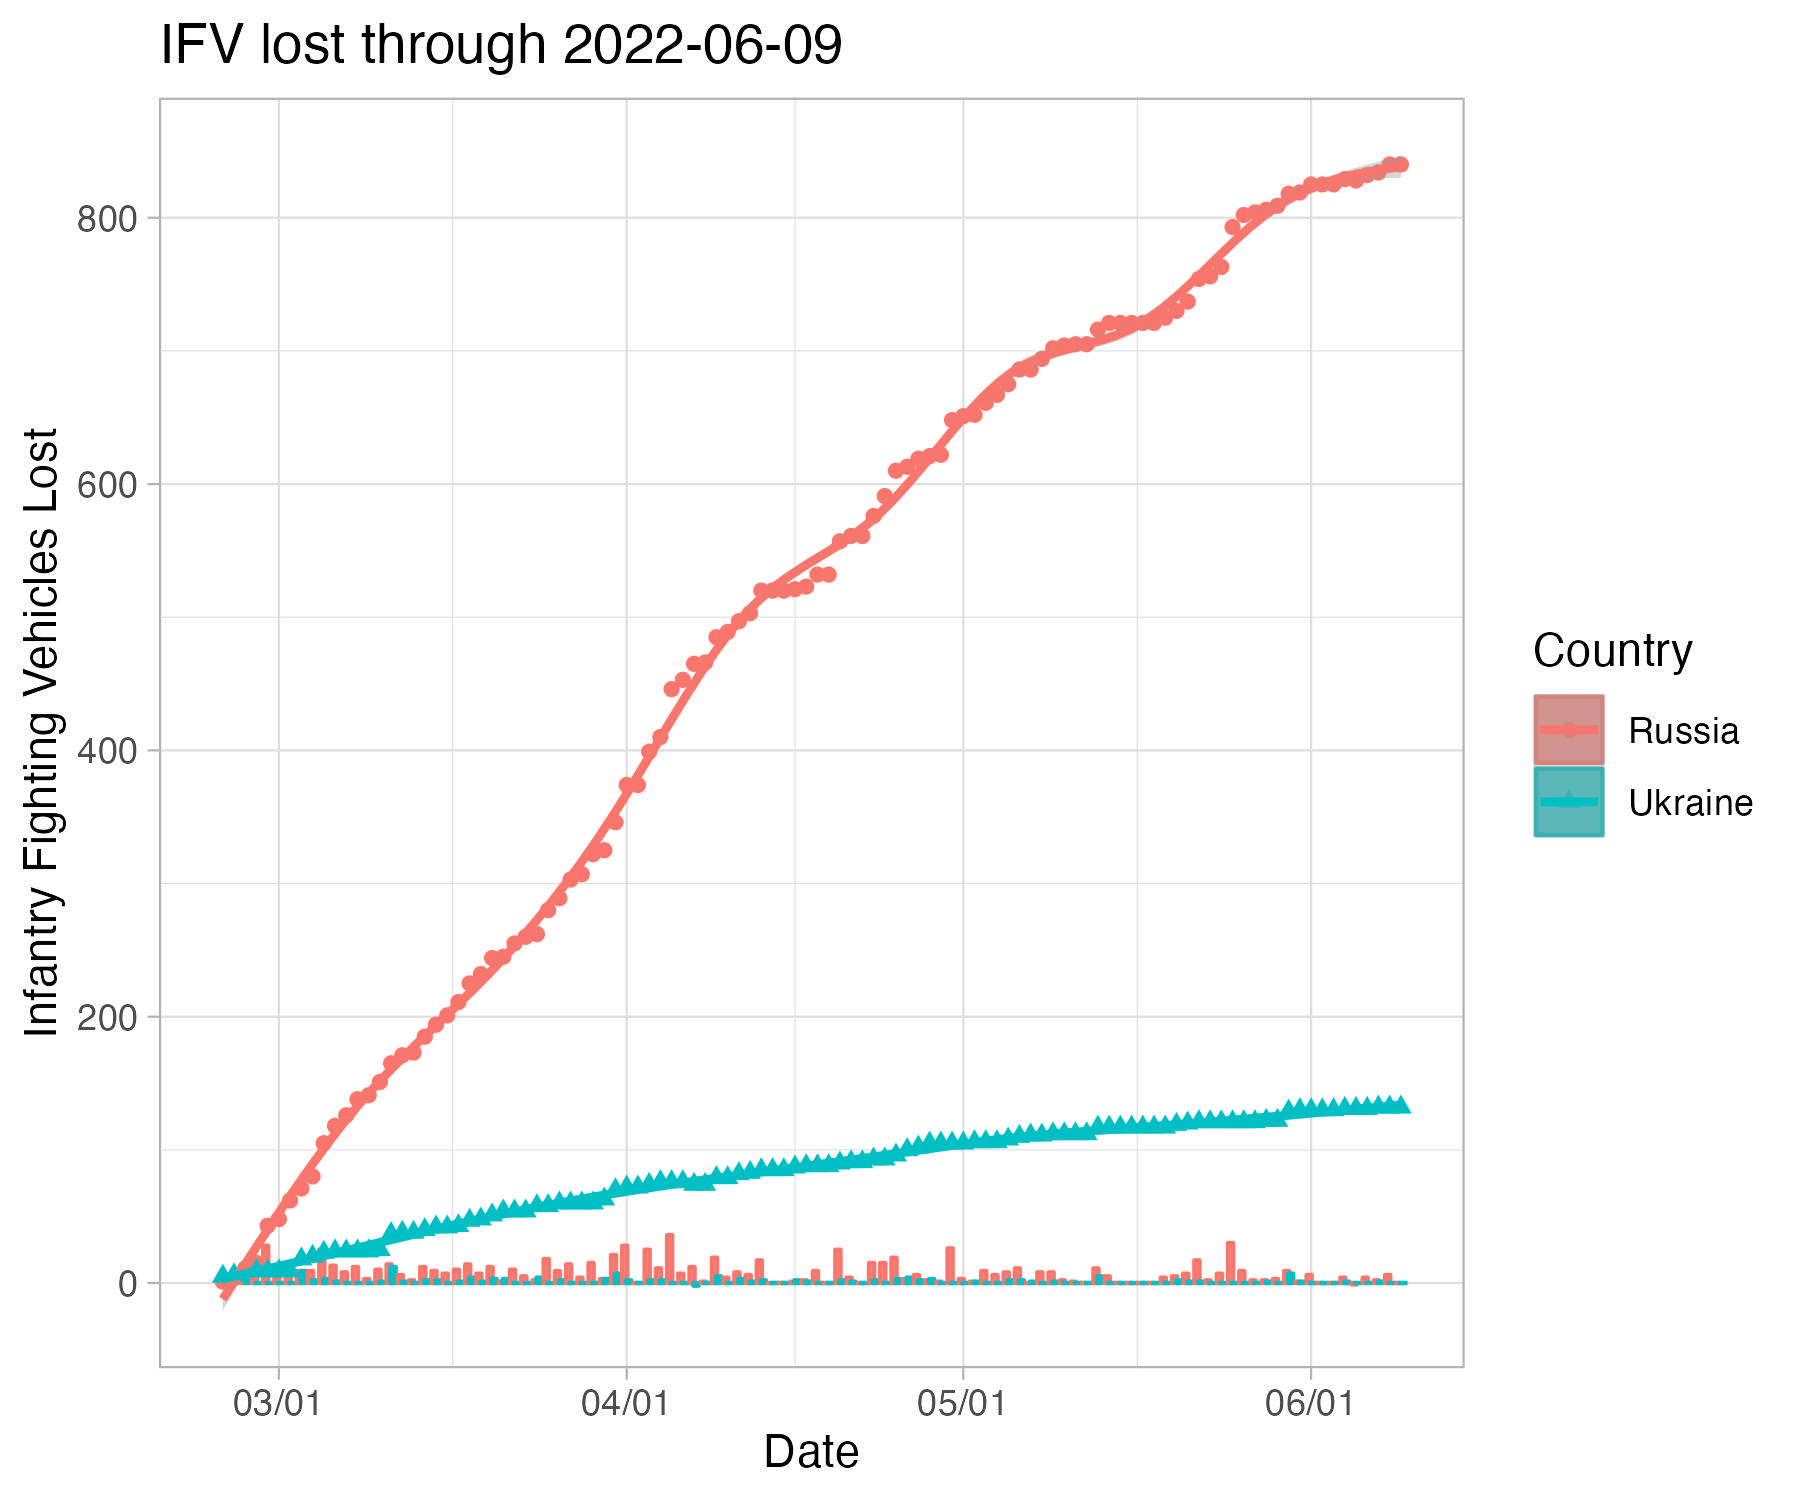 IFV lost through 2022-06-09
Infantry Fighting Vehicles Lost
800
600
400
200
0
03/01 04/01 05/01 06/01
Date
Country
Russia
Ukraine